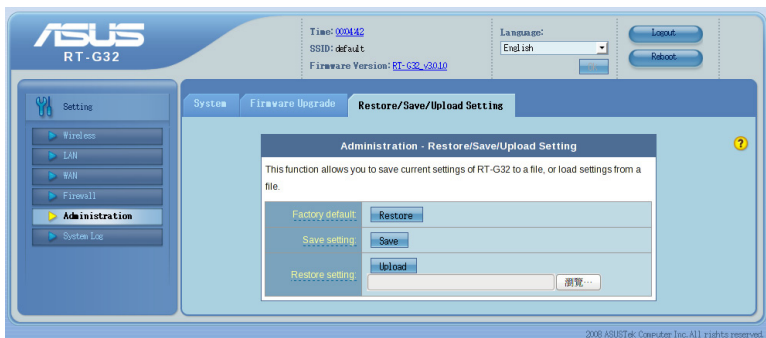 ASUS
RT-G32
Time: 00:04:42
SSID: default
Firmware Version: RT-G32_v3.0.1.0
Language:
English
Logout
Reboot
Setting
Wireless
LAN
WAN
Firewall
Administration
System Log
System
Firmware Upgrade
Restore/Save/Upload Setting
Administration - Restore/Save/Upload Setting
This function allows you to save current settings of RT-G32 to a file, or load settings from a
file.
Factory default:
Restore
Save setting:
Save
Restore setting:
Upload
瀏覽…
?
2008 ASUSTek Computer Inc. All rights reserved.